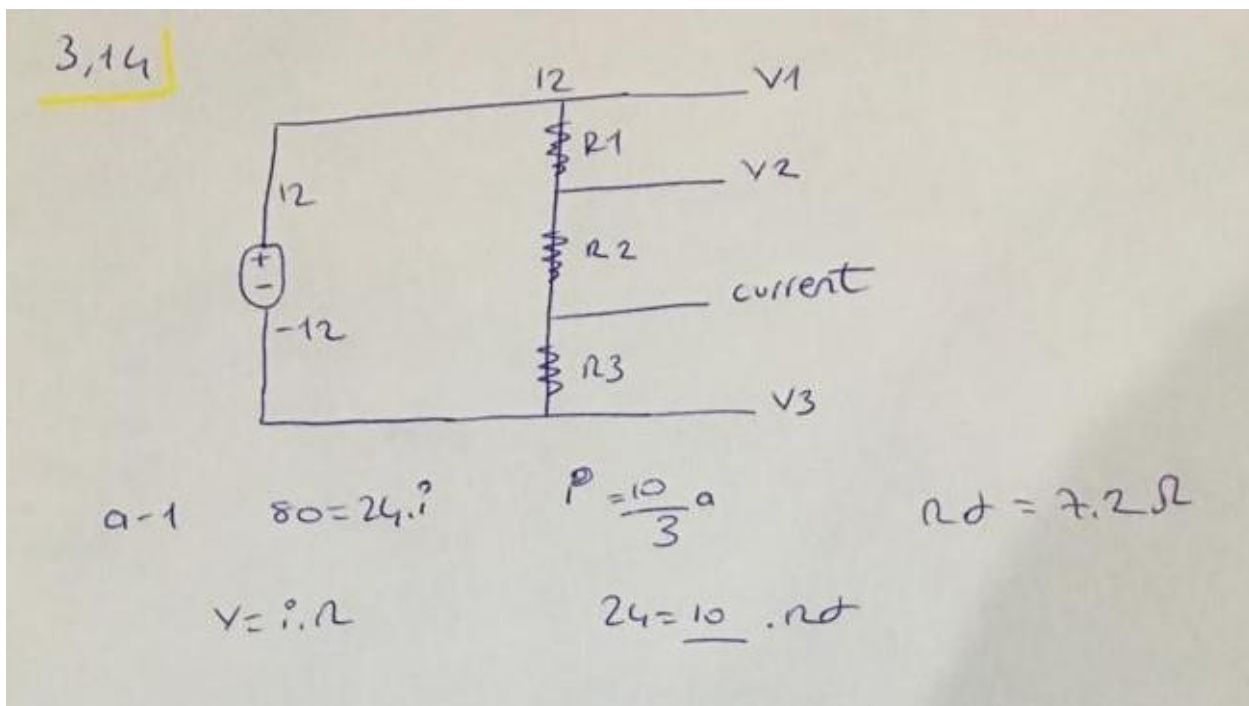 3,14
12 V1
R1
V2
12
R2
+
-
current
-12
R3
V3
a-1 80=24.i P=10/3 a Rt=7.2Ω
V=i.R 24=10.Rt